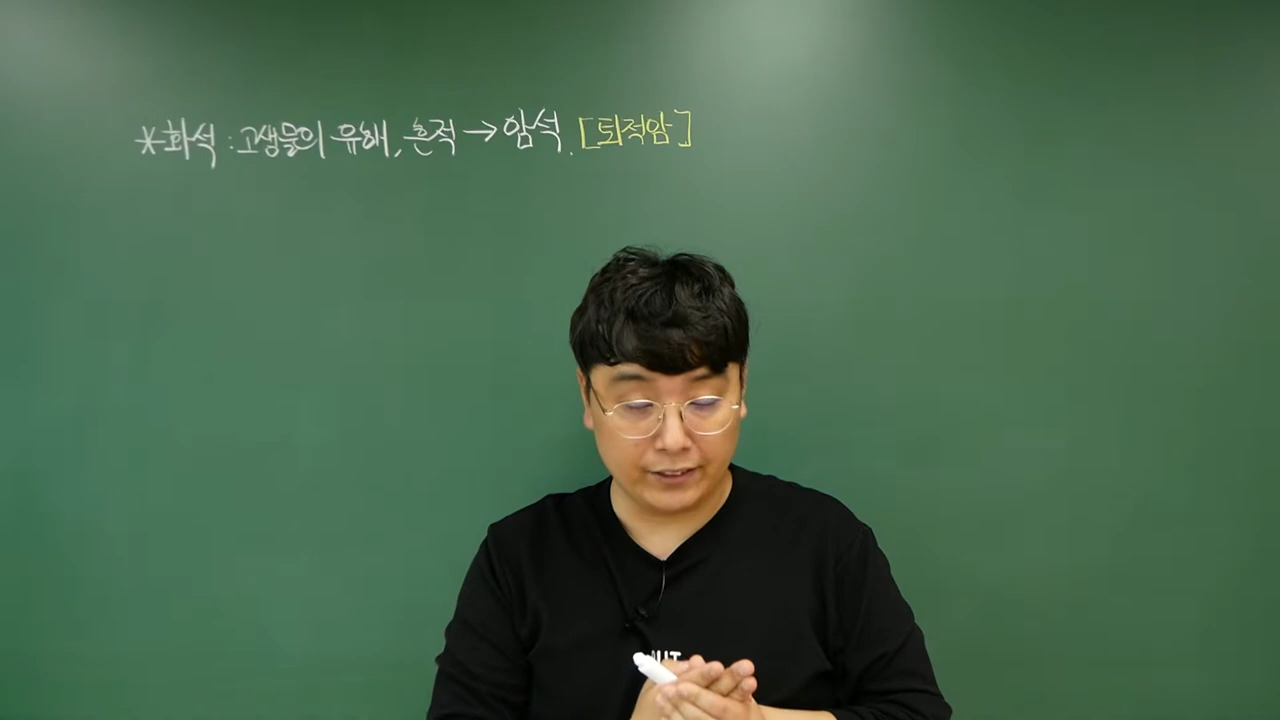 *화석 : 고생물의 유해, 흔적 → 암석. [퇴적암]